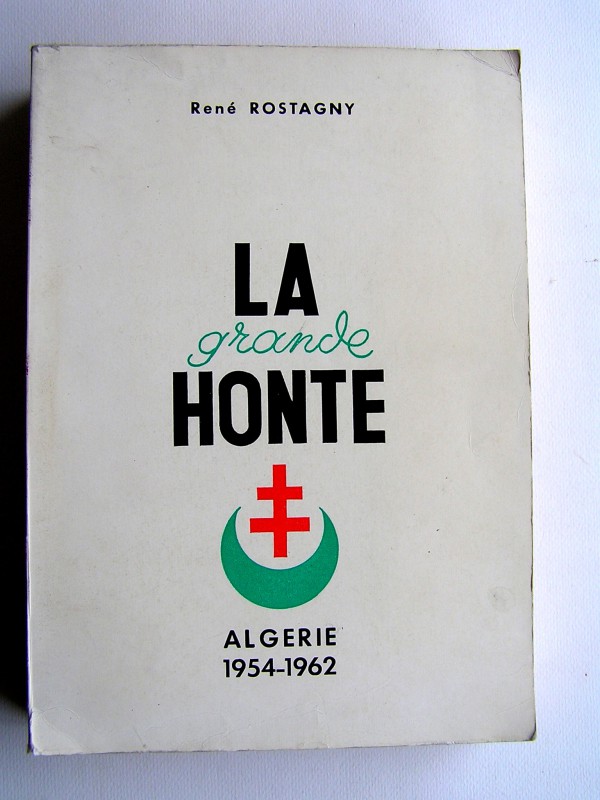 René ROSTAGNY
LA
grande
HONTE
ALGERIE
1954-1962